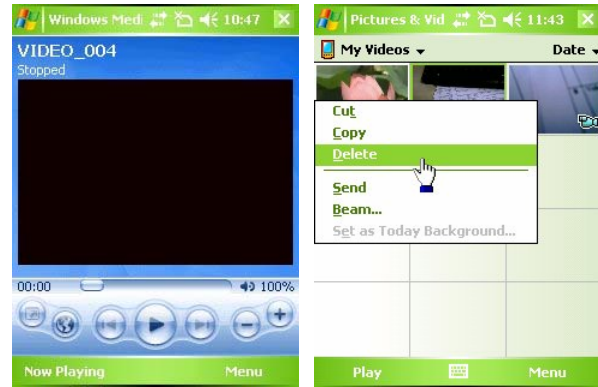 Windows Medi 10:47
VIDEO_004
Stopped
00:00 100%
Now Playing Menu
Pictures & Vid 11:43
My Videos Date
Cut
Copy
Delete
Send
Beam...
Set as Today Background...
Play Menu